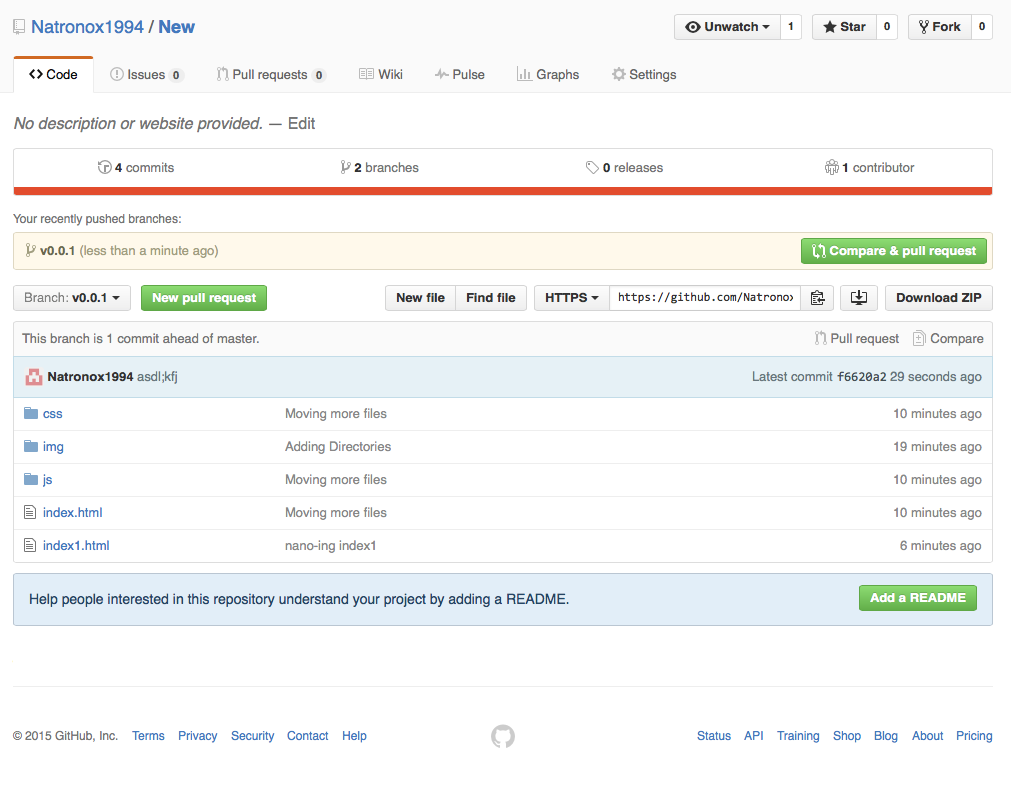 Natronox1994 / New Unwatch 1 Star 0 Fork 0
Code Issues 0 Pull requests 0 Wiki Pulse Graphs Settings
No description or website provided. — Edit
4 commits 2 branches 0 releases 1 contributor
Your recently pushed branches:
v0.0.1 (less than a minute ago) Compare & pull request
Branch: v0.0.1 New pull request New file Find file HTTPS https://github.com/Natronox Download ZIP
This branch is 1 commit ahead of master. Pull request Compare
Natronox1994 asdl;kfj Latest commit f6620a2 29 seconds ago
css Moving more files 10 minutes ago
img Adding Directories 19 minutes ago
js Moving more files 10 minutes ago
index.html Moving more files 10 minutes ago
index1.html nano-ing index1 6 minutes ago
Help people interested in this repository understand your project by adding a README. Add a README
© 2015 GitHub, Inc. Terms Privacy Security Contact Help Status API Training Shop Blog About Pricing